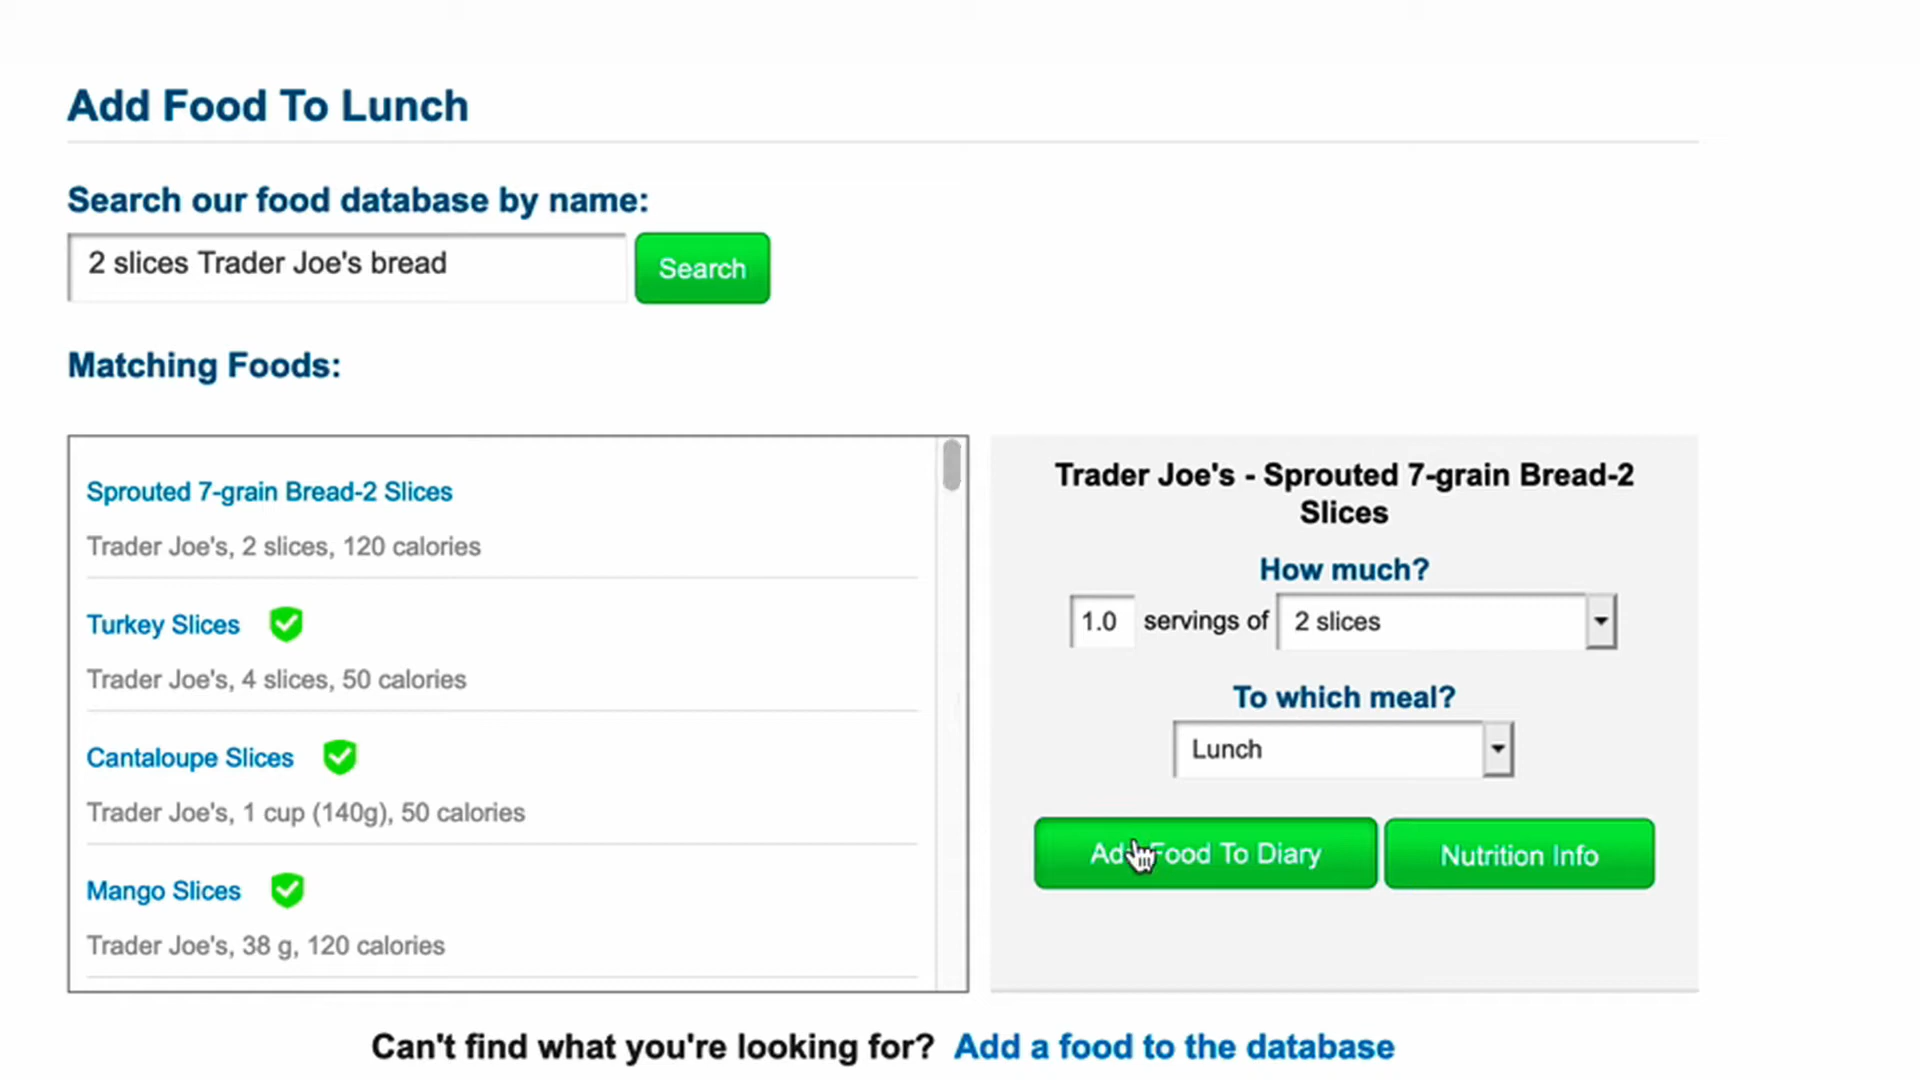 Add Food To Lunch
Search our food database by name:
2 slices Trader Joe's bread
Search
Matching Foods:
Sprouted 7-grain Bread-2 Slices
Trader Joe's, 2 slices, 120 calories
Turkey Slices
Trader Joe's, 4 slices, 50 calories
Cantaloupe Slices
Trader Joe's, 1 cup (140g), 50 calories
Mango Slices
Trader Joe's, 38 g, 120 calories
Trader Joe's - Sprouted 7-grain Bread-2
Slices
How much?
1.0 servings of 2 slices
To which meal?
Lunch
Add Food To Diary
Nutrition Info
Can't find what you're looking for? Add a food to the database